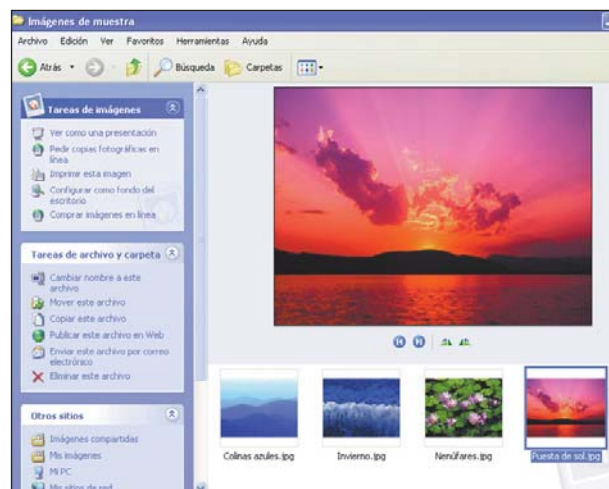 Imágenes de muestra
Archivo Edición Ver Favoritos Herramientas Ayuda
Atrás Búsqueda Carpetas
Tareas de imágenes
Ver como una presentación
Pedir copias fotográficas en
línea
Imprimir esta imagen
Configurar como fondo del
escritorio
Comprar imágenes en línea
Tareas de archivo y carpeta
Cambiar nombre a este
archivo
Mover este archivo
Copiar este archivo
Publicar este archivo en Web
Enviar este archivo por correo
electrónico
Eliminar este archivo
Otros sitios
Imágenes compartidas
Mis imágenes
Mi PC
Mis sitios de red
Colinas azules.jpg
Invierno.jpg
Nenúfares.jpg
Puesta de sol.jpg